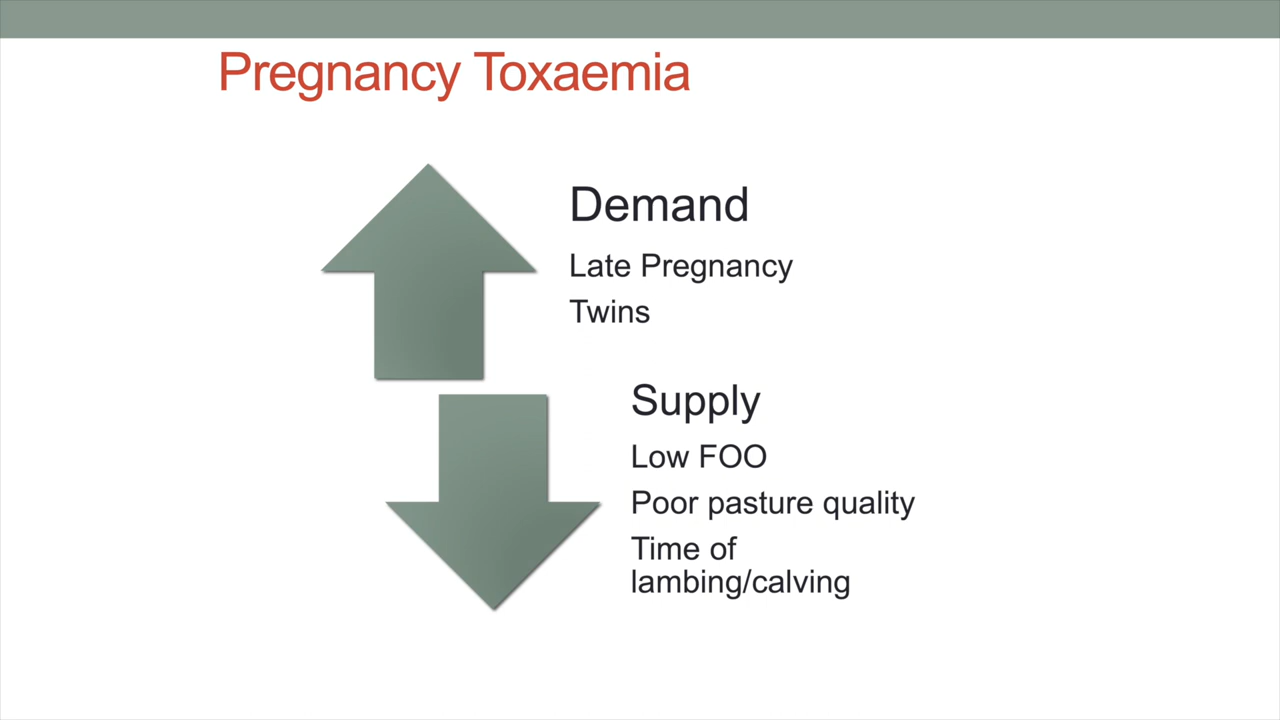 Pregnancy Toxaemia
Demand
Late Pregnancy
Twins
Supply
Low FOO
Poor pasture quality
Time of
lambing/calving